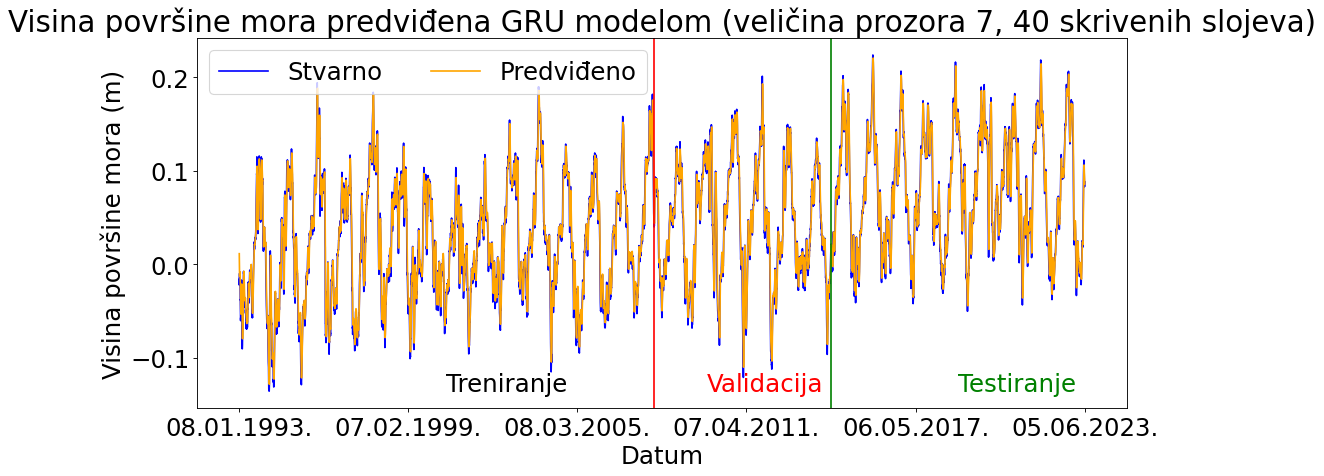 Visina površine mora predviđena GRU modelom (veličina prozora 7, 40 skrivenih slojeva)
Stvarno Predviđeno
Visina površine mora (m)
0.2
0.1
0.0
−0.1
Treniranje Validacija Testiranje
08.01.1993. 07.02.1999. 08.03.2005. 07.04.2011. 06.05.2017. 05.06.2023.
Datum